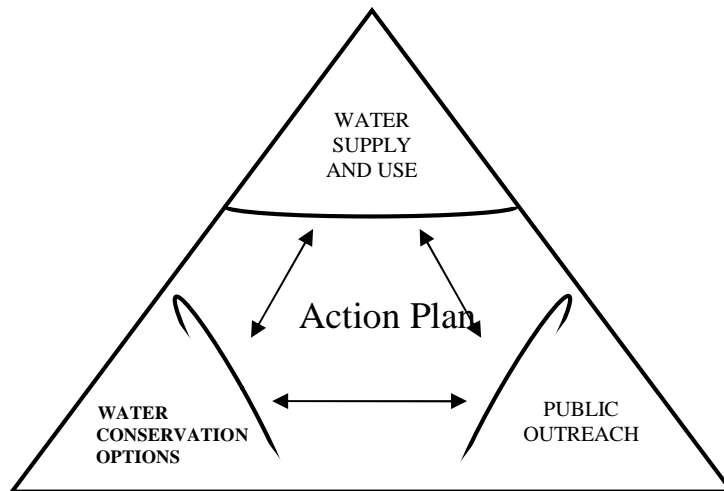 WATER
SUPPLY
AND USE
Action Plan
WATER
CONSERVATION
OPTIONS
PUBLIC
OUTREACH